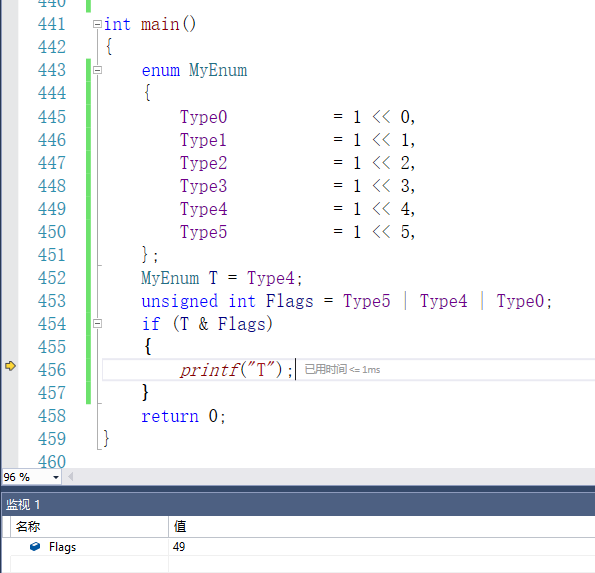 440
441 int main()
442 {
443 enum MyEnum
444 {
445 Type0 = 1 << 0,
446 Type1 = 1 << 1,
447 Type2 = 1 << 2,
448 Type3 = 1 << 3,
449 Type4 = 1 << 4,
450 Type5 = 1 << 5,
451 };
452 MyEnum T = Type4;
453 unsigned int Flags = Type5 | Type4 | Type0;
454 if (T & Flags)
455 {
456 printf("T"); 已用时间 <= 1ms
457 }
458 return 0;
459 }
460
96 %
监视 1
名称 值
Flags 49